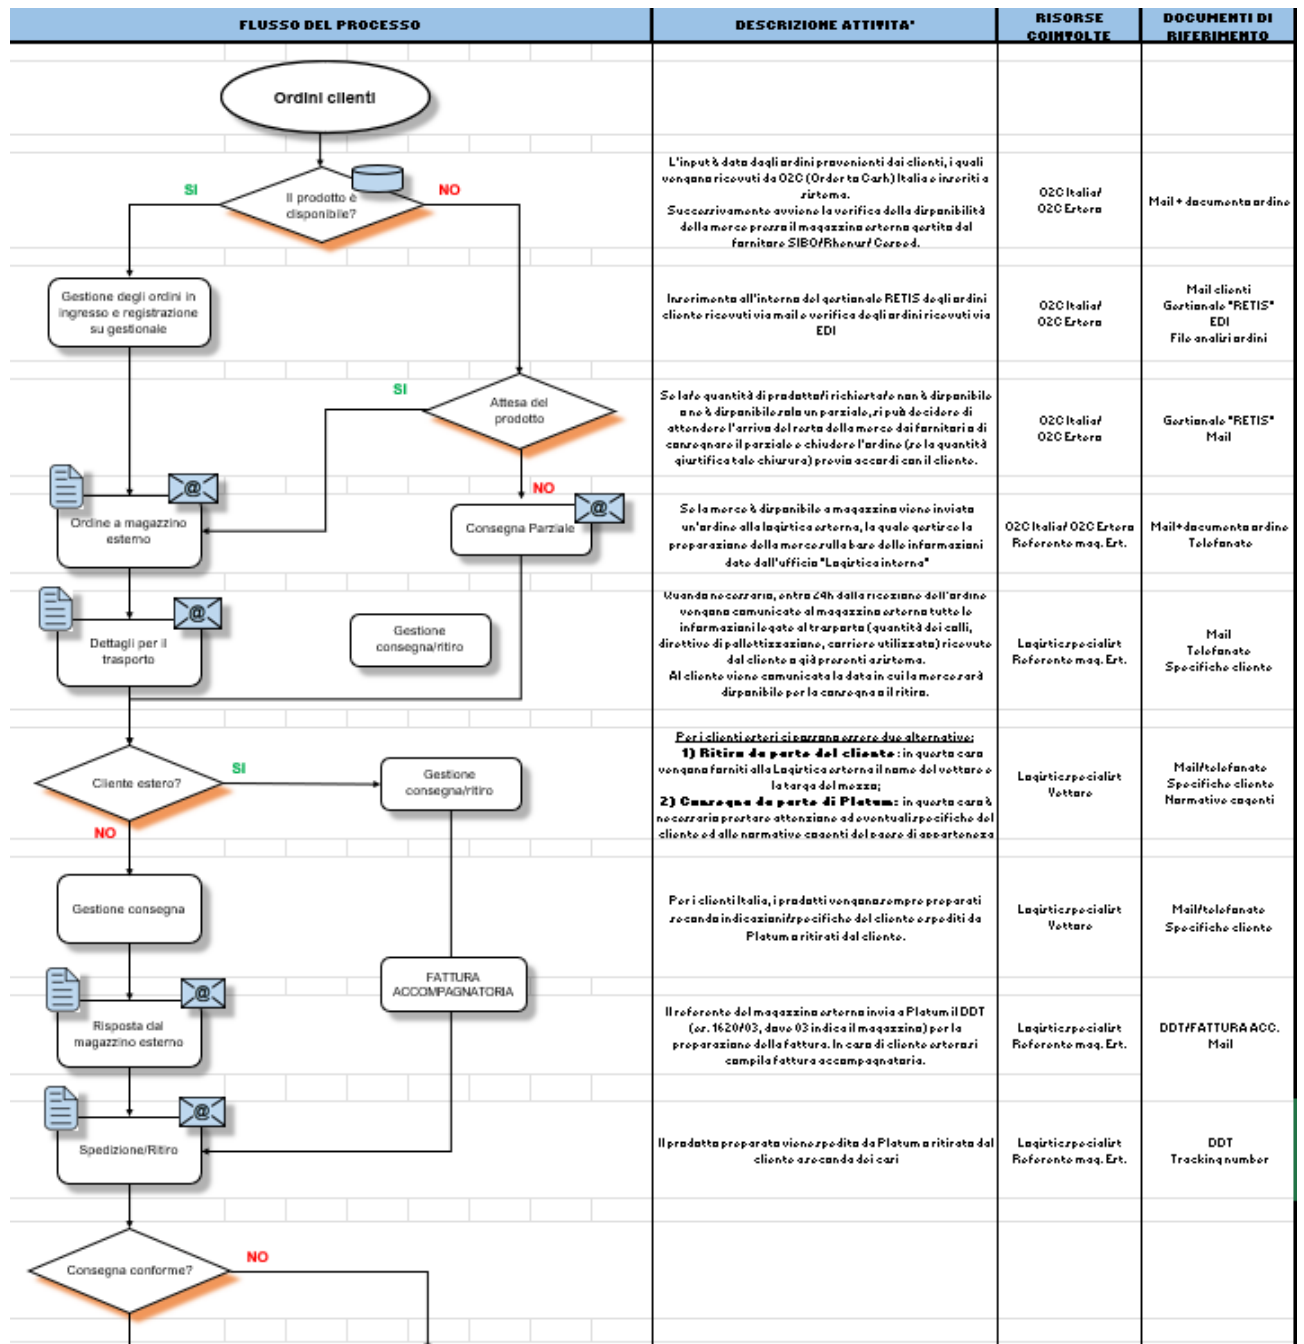 FLUSSO DEL PROCESSO
DESCRIZIONE ATTIVITA'
RISORSE
COINVOLTE
DOCUMENTI DI
RIFERIMENTO
Ordini clienti
SI
Il prodotto è
disponibile?
NO
L'input è dato dagli ordini provenienti dai clienti, i quali
vengono ricevuti da O2C (Order to Cash) Italia e inseriti a
sistema.
Successivamente avviene la verifica della disponibilità
della merce presso il magazzino esterno gestito dal
fornitore SIBO/Rhenus/ Cesped.
O2C Italia/
O2C Estero
Mail + documento ordine
Gestione degli ordini in
ingresso e registrazione
su gestionale
Inserimento all'interno del gestionale RETIS degli ordini
cliente ricevuti via mail e verifica degli ordini ricevuti via
EDI
O2C Italia/
O2C Estero
Mail clienti
Gestionale "RETIS"
EDI
File analisi ordini
SI
Attesa del
prodotto
NO
Se la/e quantità di prodotto/i richiesta/e non è disponibile
o ne è disponibile solo un parziale, si può decidere di
attendere l'arrivo del resto della merce dai fornitori o di
consegnare il parziale e chiudere l'ordine (se la quantità
giustifica tale chiusura) previo accordi con il cliente.
O2C Italia/
O2C Estero
Gestionale "RETIS"
Mail
Ordine a magazzino
esterno
Consegna Parziale
Se la merce è disponibile a magazzino viene inviato
un'ordine alla logistica esterna, la quale gestisce la
preparazione della merce sulla base delle informazioni
date dall'ufficio "Logistica interna"
O2C Italia/ O2C Estero
Referente mag. Est.
Mail+documento ordine
Telefonate
Dettagli per il
trasporto
Gestione
consegna/ritiro
Quando necessario, entro 24h dalla ricezione dell'ordine
vengono comunicate al magazzino esterno tutte le
informazioni legate al trasporto (quantità dei colli,
direttive di pallettizzazione, corriere utilizzato) ricevute
dal cliente o già presenti a sistema.
Al cliente viene comunicata la data in cui la merce sarà
disponibile per la consegna o il ritiro.
Logistic specialist
Referente mag. Est.
Mail
Telefonate
Specifiche cliente
Cliente estero?
SI
NO
Gestione
consegna/ritiro
Per i clienti esteri ci possono essere due alternative:
1) Ritiro da parte del cliente: in questo caso
vengono forniti alla Logistica esterna il nome del vettore e
la targa del mezzo;
2) Consegna da parte di Platum: in questo caso è
necessario prestare attenzione ad eventuali specifiche del
cliente ed alle normative cogenti del paese di apparteneza
Logistic specialist
Vettore
Mail/telefonate
Specifiche cliente
Normative cogenti
Gestione consegna
Per i clienti Italia, i prodotti vengono sempre preparati
secondo indicazioni/specifiche del cliente e spediti da
Platum o ritirati dal cliente.
Logistic specialist
Vettore
Mail/telefonate
Specifiche cliente
FATTURA
ACCOMPAGNATORIA
Risposta dal
magazzino esterno
Il referente del magazzino esterno invia a Platum il DDT
(es. 1620/03, dove 03 indica il magazzino) per la
preparazione della fattura. In caso di cliente estero si
compila fattura accompagnatoria.
Logistic specialist
Referente mag. Est.
DDT/FATTURA ACC.
Mail
Spedizione/Ritiro
Il prodotto preparato viene spedito da Platum o ritirato dal
cliente a seconda dei casi
Logistic specialist
Referente mag. Est.
DDT
Tracking number
Consegna conforme?
NO